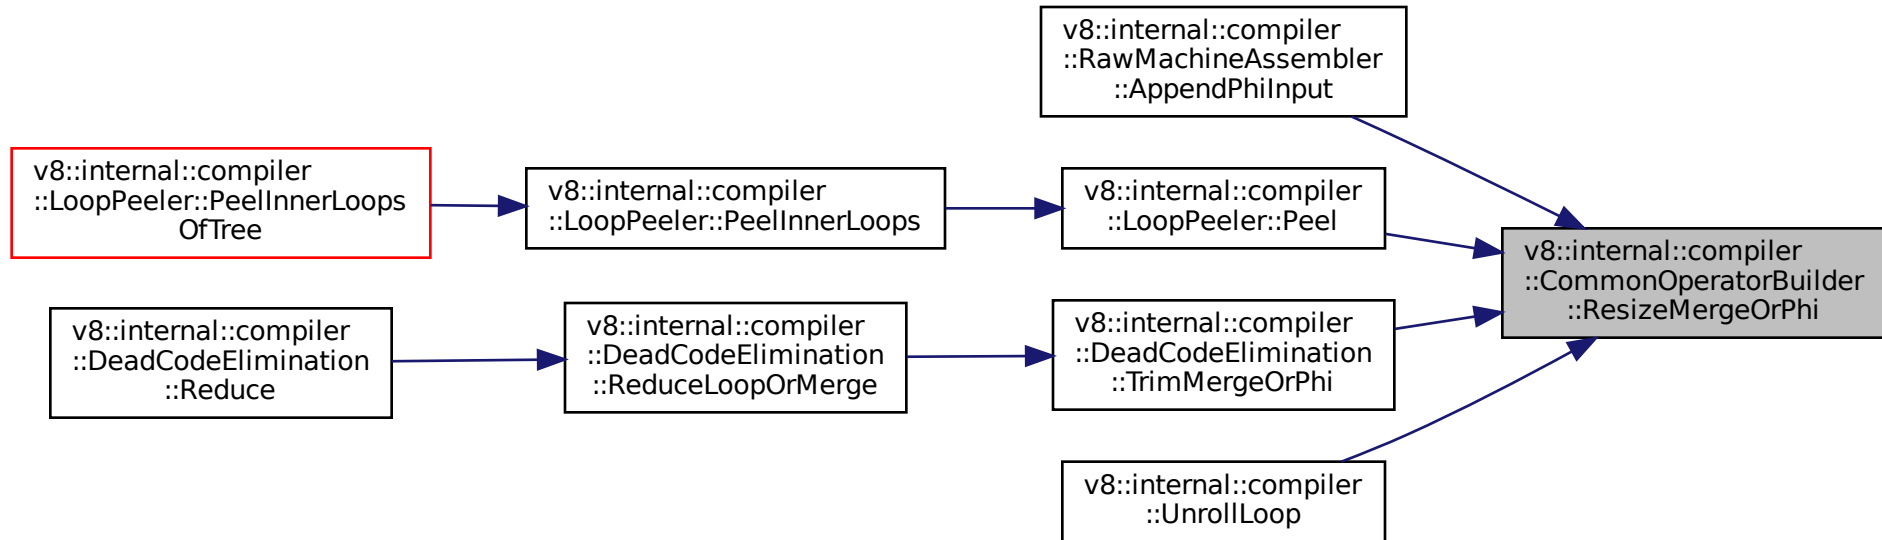 v8::internal::compiler
::RawMachineAssembler
::AppendPhiInput
v8::internal::compiler
::LoopPeeler::PeelInnerLoops
OfTree
v8::internal::compiler
::LoopPeeler::PeelInnerLoops
v8::internal::compiler
::LoopPeeler::Peel
v8::internal::compiler
::CommonOperatorBuilder
::ResizeMergeOrPhi
v8::internal::compiler
::DeadCodeElimination
::Reduce
v8::internal::compiler
::DeadCodeElimination
::ReduceLoopOrMerge
v8::internal::compiler
::DeadCodeElimination
::TrimMergeOrPhi
v8::internal::compiler
::UnrollLoop